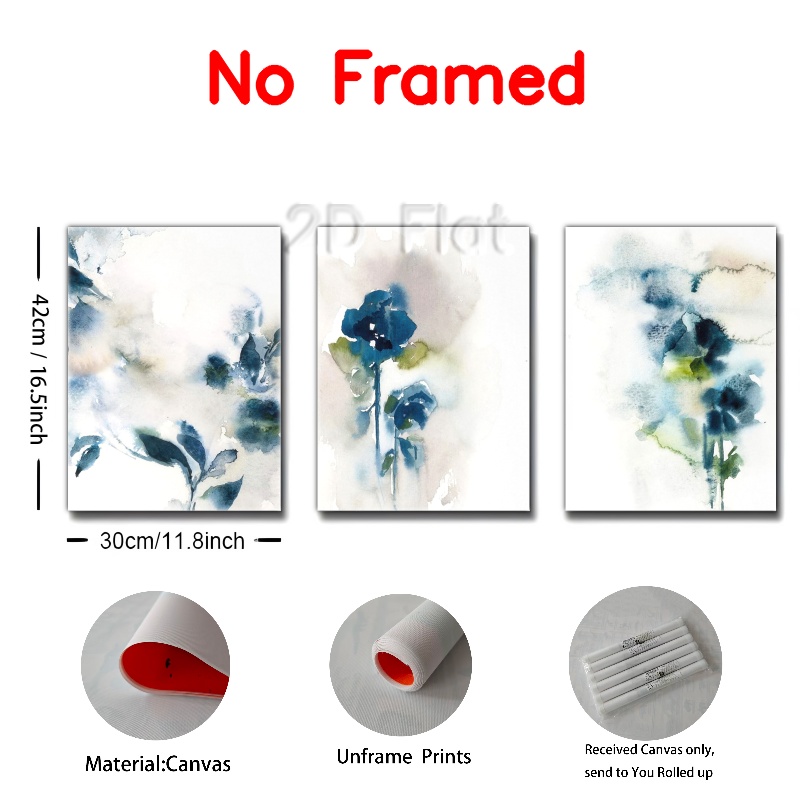 No Framed
2D Flat
42cm / 16.5inch
30cm/11.8inch
Material:Canvas
Unframe Prints
Received Canvas only,
send to You Rolled up